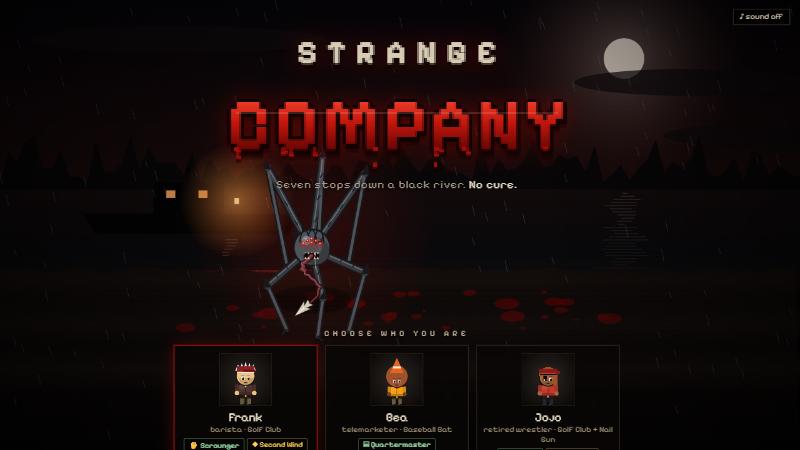 ♪ sound off
STRANGE
COMPANY
Seven stops down a black river. No cure.
CHOOSE WHO YOU ARE
Frank
barista · Golf Club
Scrounger
Second Wind
Bea
telemarketer · Baseball Bat
Quartermaster
Jojo
retired wrestler · Golf Club + Nail Gun